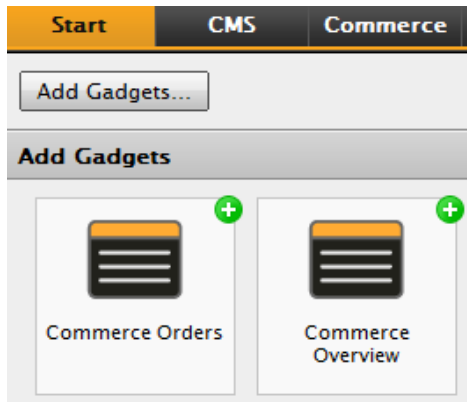 Start CMS Commerce
Add Gadgets...
Add Gadgets
Commerce Orders Commerce
Overview